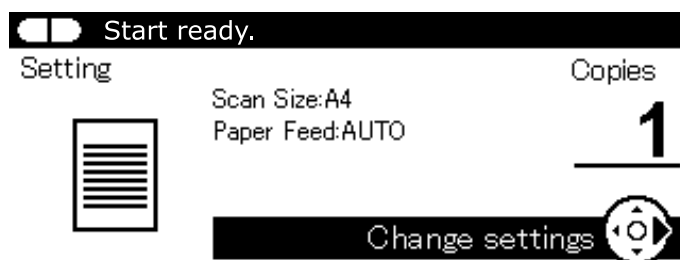 Start ready.
Setting
Copies
Scan Size:A4
Paper Feed:AUTO
1
Change settings